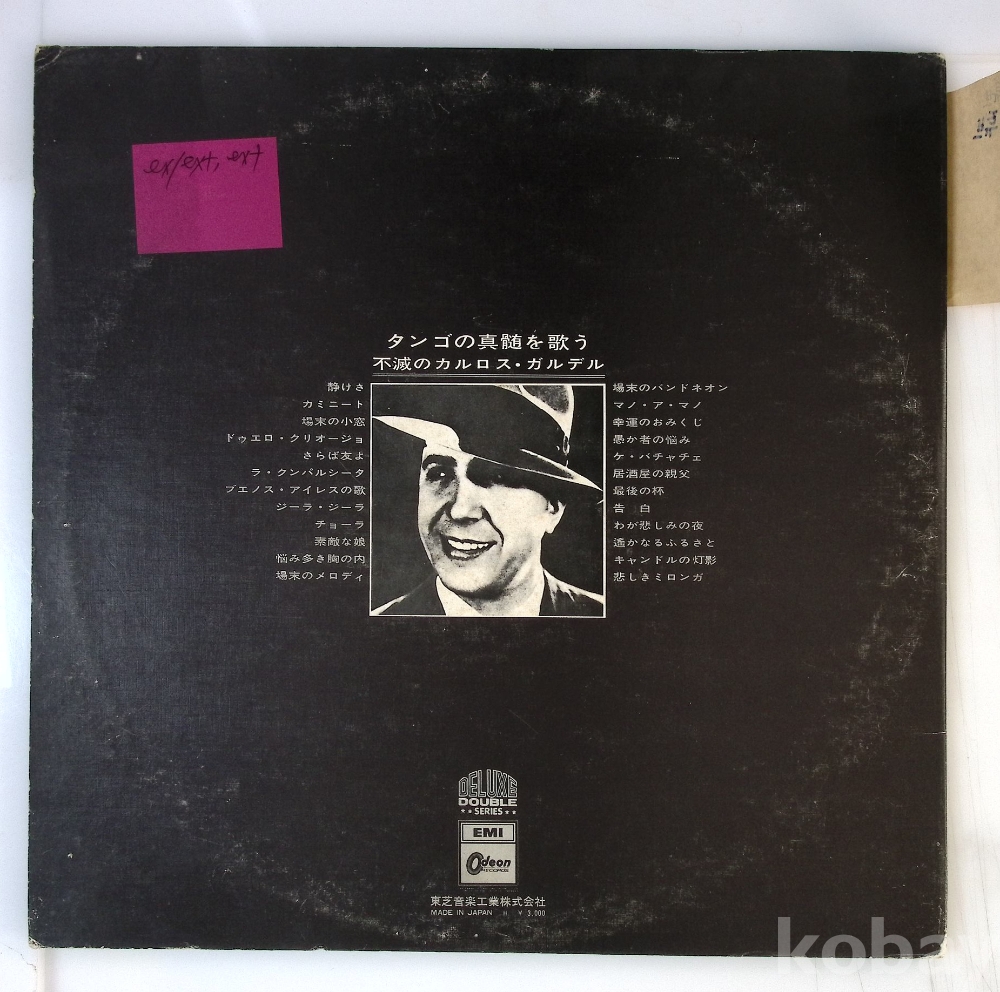 ex/ex+, ex+
タンゴの真髄を歌う
不滅のカルロス・ガルデル
静けさ
カミニート
場末の小窓
ドゥエロ・クリオージョ
さらば友よ
ラ・クンパルシータ
ブエノス・アイレスの歌
ジーラ・ジーラ
チョーラ
素敵な娘
悩み多き胸の内
場末のメロディ
場末のバンドネオン
マノ・ア・マノ
幸運のおみくじ
愚か者の悩み
ケ・バチャチェ
居酒屋の親父
最後の杯
告 白
わが悲しみの夜
遙かなるふるさと
キャンドルの灯影
悲しきミロンガ
DELUXE
DOUBLE
★★SERIES★★
EMI
Odeon
RECORDS
東芝音楽工業株式会社
MADE IN JAPAN H ¥ 3,000
koba